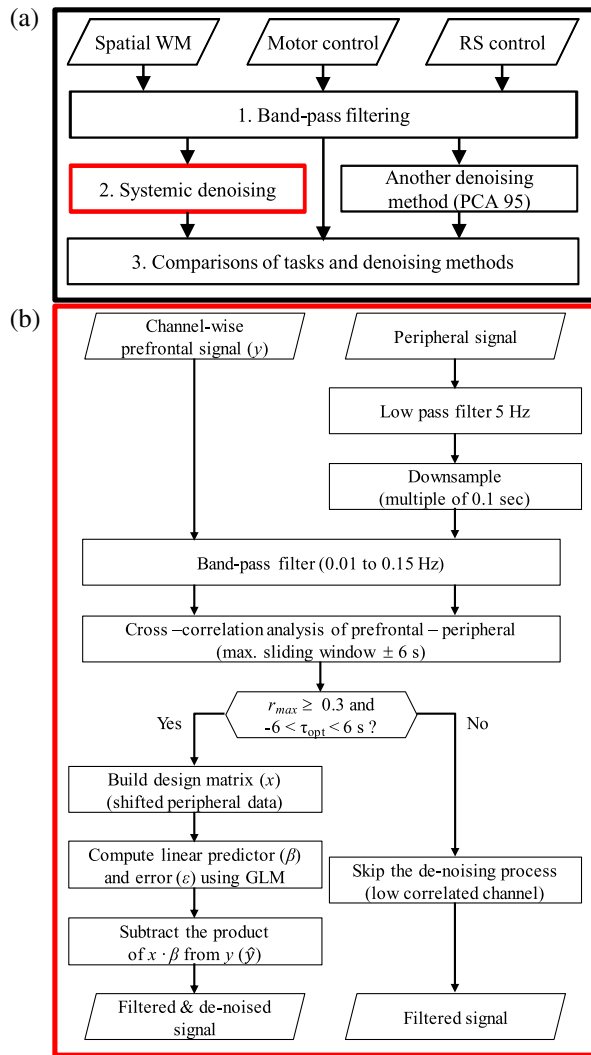 (a)
Spatial WM
Motor control
RS control
1. Band-pass filtering
2. Systemic denoising
Another denoising
method (PCA 95)
3. Comparisons of tasks and denoising methods
(b)
Channel-wise
prefrontal signal (y)
Peripheral signal
Low pass filter 5 Hz
Downsample
(multiple of 0.1 sec)
Band-pass filter (0.01 to 0.15 Hz)
Cross –correlation analysis of prefrontal – peripheral
(max. sliding window ± 6 s)
r_max ≥ 0.3 and
-6 < τ_opt < 6 s ?
Yes
No
Build design matrix (x)
(shifted peripheral data)
Compute linear predictor (β)
and error (ε) using GLM
Subtract the product
of x · β from y (ŷ)
Filtered & de-noised
signal
Skip the de-noising process
(low correlated channel)
Filtered signal